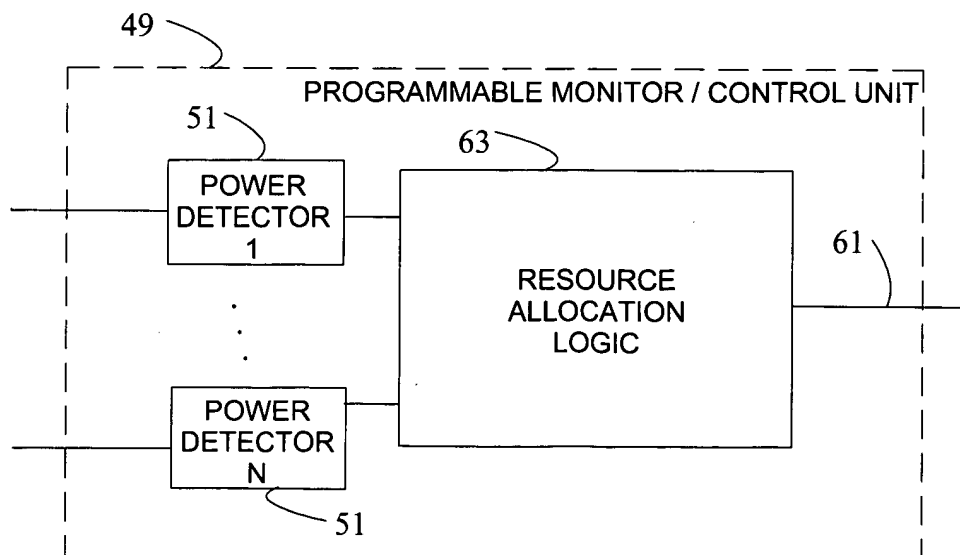 49
PROGRAMMABLE MONITOR / CONTROL UNIT
51
63
POWER
DETECTOR
1
61
RESOURCE
ALLOCATION
LOGIC
POWER
DETECTOR
N
51